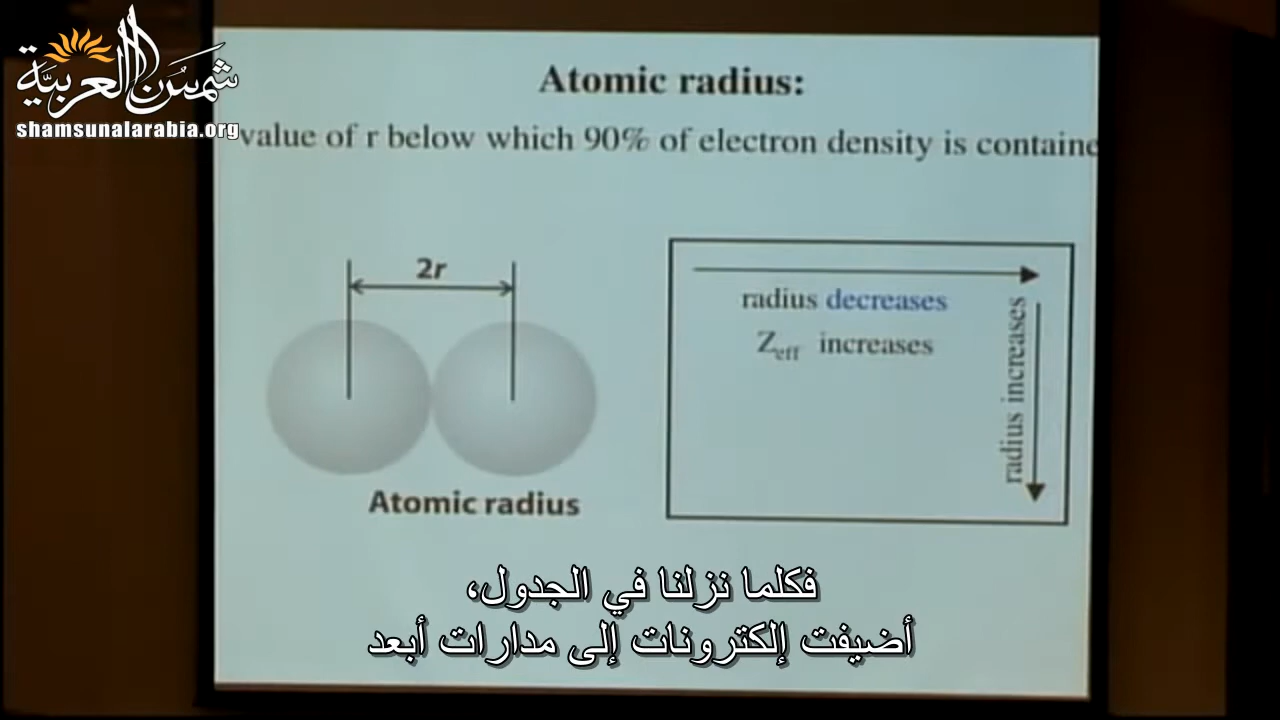 شمس العربية
shamsunalarabia.org
Atomic radius:
value of r below which 90% of electron density is containe
2r
Atomic radius
radius decreases
Zeff increases
radius increases
فكلما نزلنا في الجدول،
أضيفت إلكترونات إلى مدارات أبعد